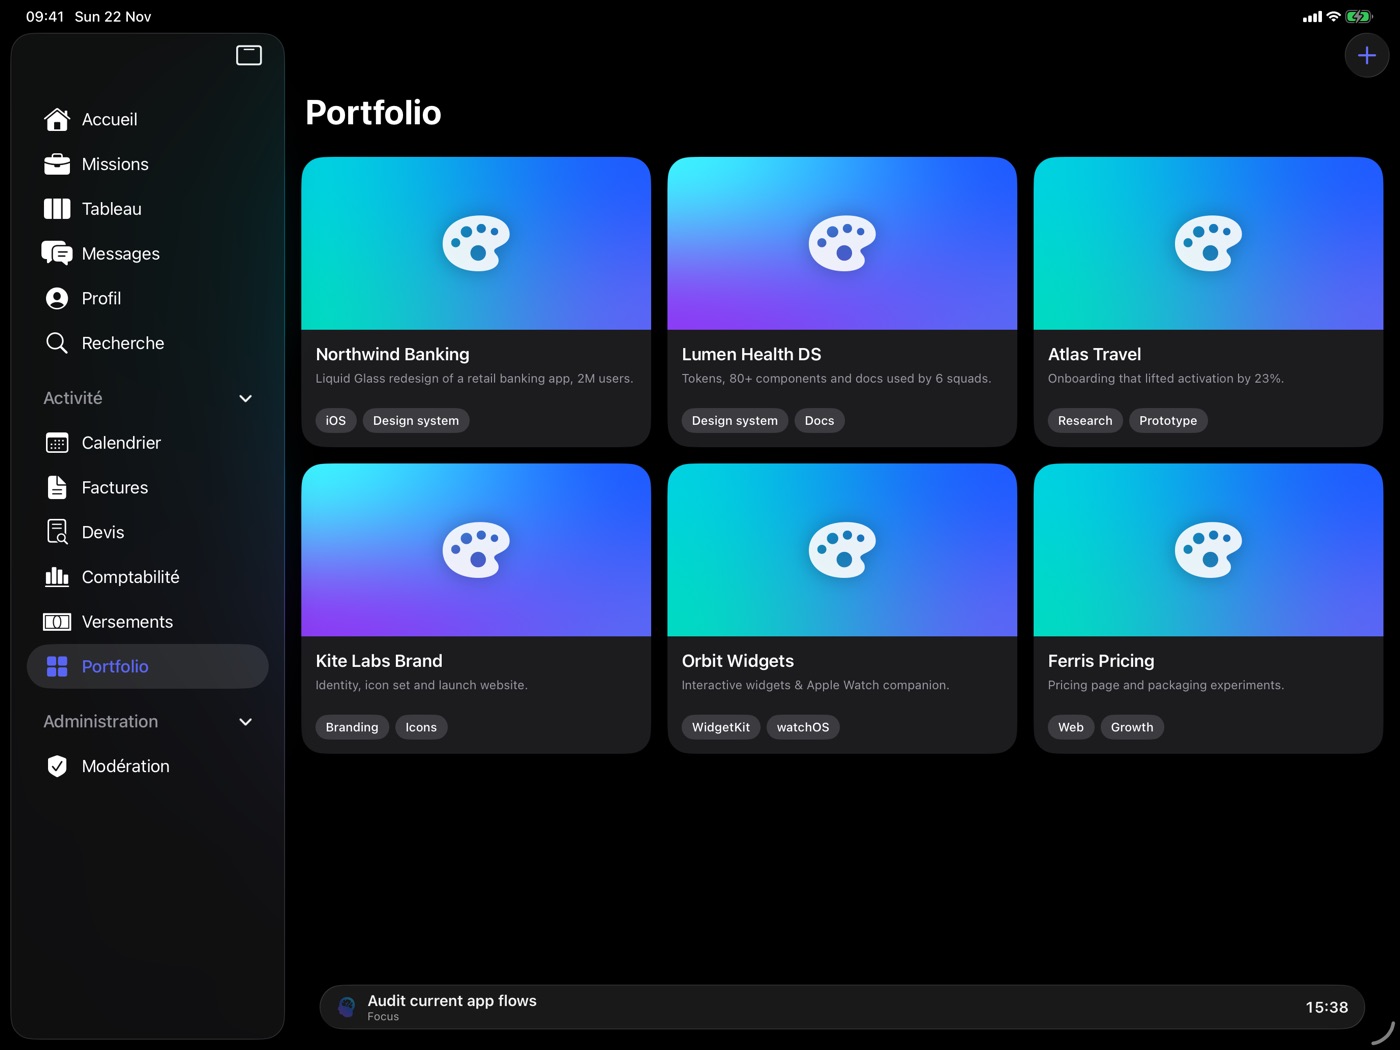 09:41 Sun 22 Nov
Accueil
Missions
Tableau
Messages
Profil
Recherche
Activité
Calendrier
Factures
Devis
Comptabilité
Versements
Portfolio
Administration
Modération
Portfolio
Northwind Banking
Liquid Glass redesign of a retail banking app, 2M users.
iOS
Design system
Lumen Health DS
Tokens, 80+ components and docs used by 6 squads.
Design system
Docs
Atlas Travel
Onboarding that lifted activation by 23%.
Research
Prototype
Kite Labs Brand
Identity, icon set and launch website.
Branding
Icons
Orbit Widgets
Interactive widgets & Apple Watch companion.
WidgetKit
watchOS
Ferris Pricing
Pricing page and packaging experiments.
Web
Growth
Audit current app flows
Focus
15:38